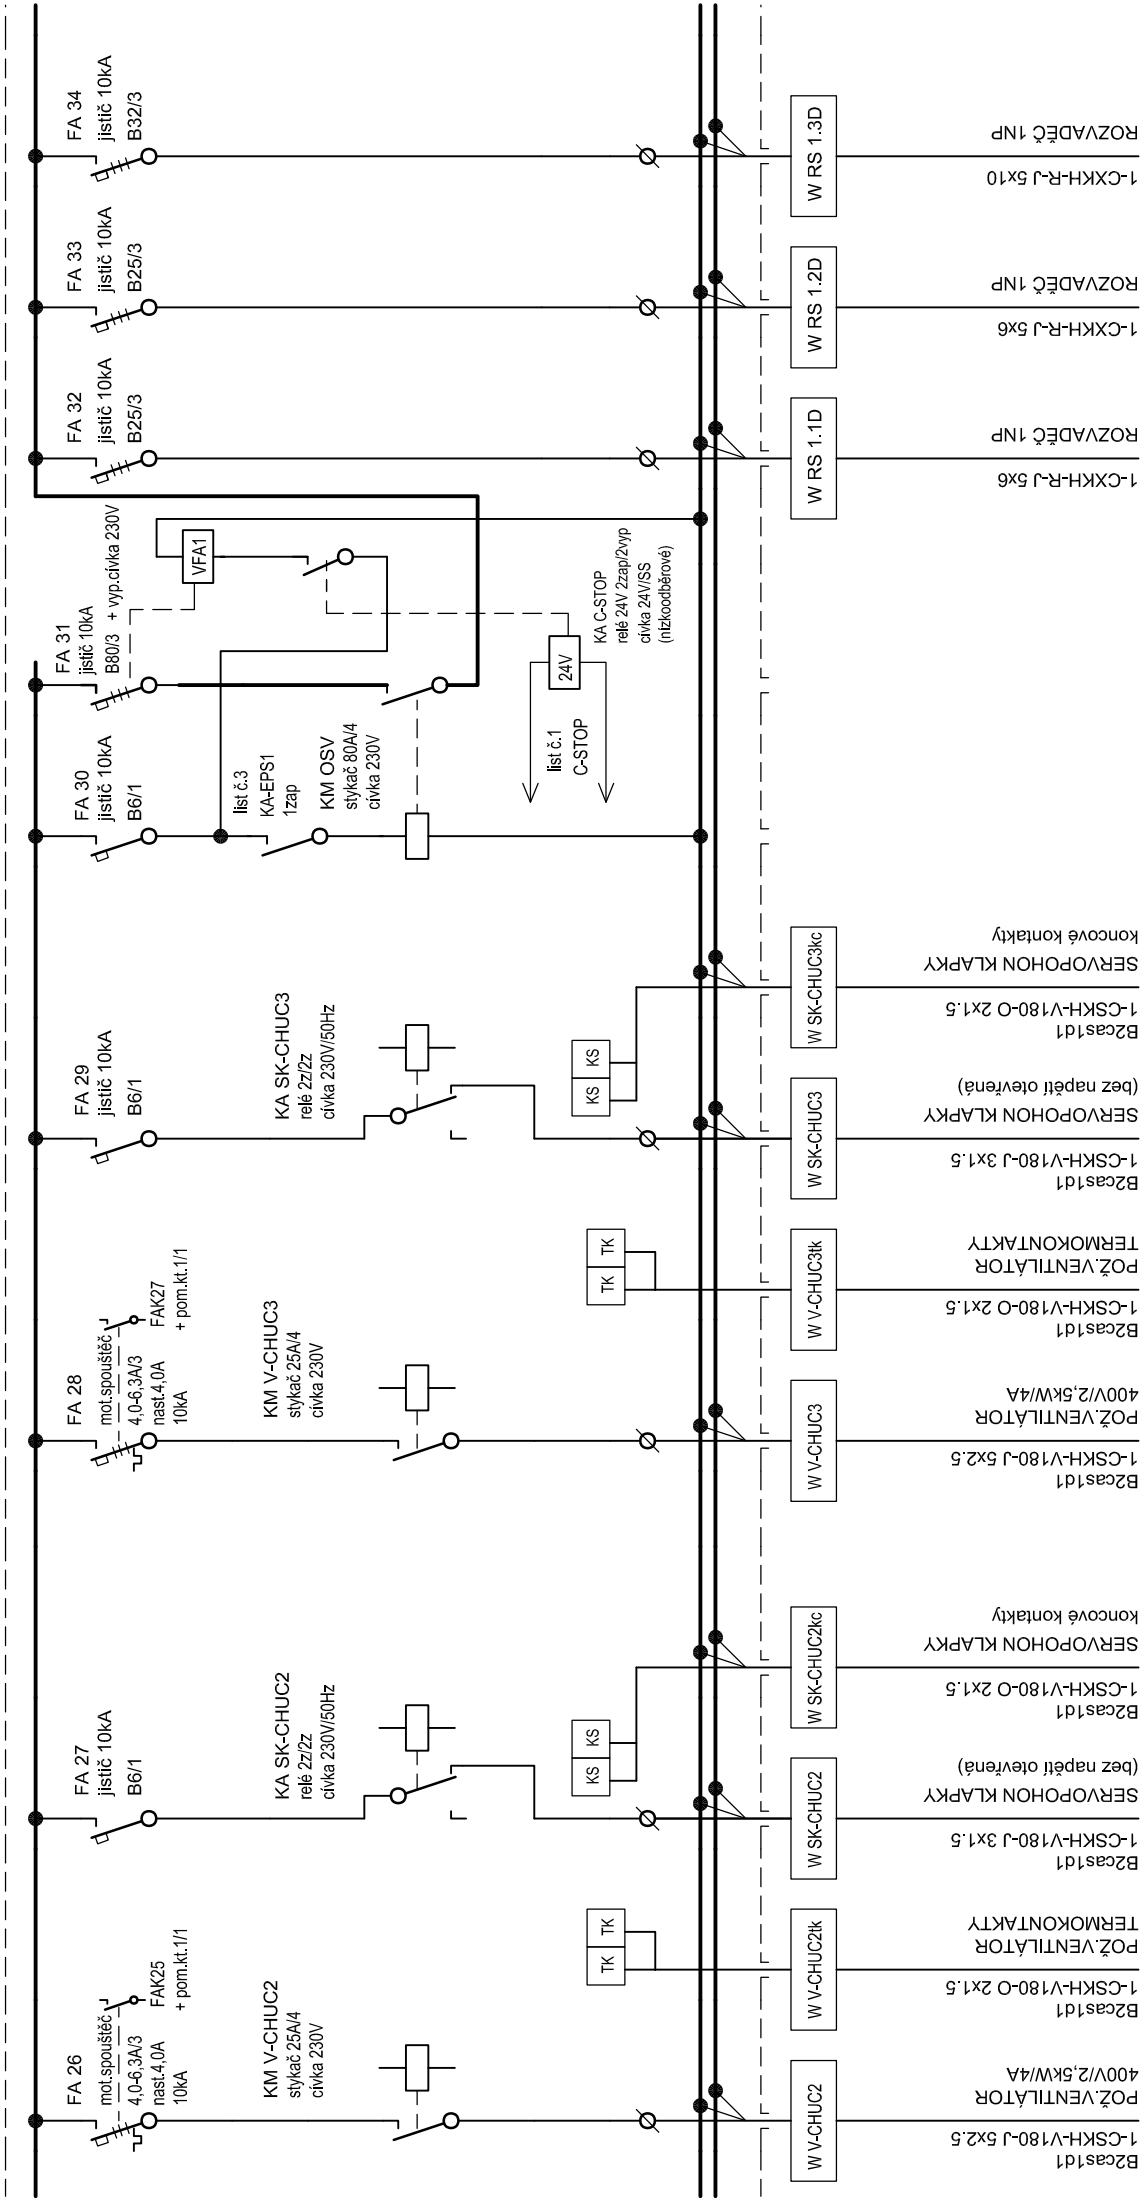 FA 26
mot.spouštěč
4,0-6,3A/3
nast.4,0A
10kA
FAK25
+ pom.kt.1/1
KM V-CHUC2
stykač 25A/4
cívka 230V
W V-CHUC2
B2cas1d1
1-CSKH-V180-J 5x2.5
POŽ.VENTILÁTOR
400V/2,5kW/4A
TK
TK
W V-CHUC2tk
B2cas1d1
1-CSKH-V180-O 2x1.5
POŽ.VENTILÁTOR
TERMOKONTAKTY
FA 27
jistič 10kA
B6/1
KA SK-CHUC2
relé 2z/2z
cívka 230V/50Hz
W SK-CHUC2
B2cas1d1
1-CSKH-V180-J 3x1.5
SERVOPOHON KLAPKY
(bez napětí otevřená)
KS
KS
W SK-CHUC2kc
B2cas1d1
1-CSKH-V180-O 2x1.5
SERVOPOHON KLAPKY
koncové kontakty
FA 28
mot.spouštěč
4,0-6,3A/3
nast.4,0A
10kA
FAK27
+ pom.kt.1/1
KM V-CHUC3
stykač 25A/4
cívka 230V
W V-CHUC3
B2cas1d1
1-CSKH-V180-J 5x2.5
POŽ.VENTILÁTOR
400V/2,5kW/4A
TK
TK
W V-CHUC3tk
B2cas1d1
1-CSKH-V180-O 2x1.5
POŽ.VENTILÁTOR
TERMOKONTAKTY
FA 29
jistič 10kA
B6/1
KA SK-CHUC3
relé 2z/2z
cívka 230V/50Hz
W SK-CHUC3
B2cas1d1
1-CSKH-V180-J 3x1.5
SERVOPOHON KLAPKY
(bez napětí otevřená)
KS
KS
W SK-CHUC3kc
B2cas1d1
1-CSKH-V180-O 2x1.5
SERVOPOHON KLAPKY
koncové kontakty
FA 30
jistič 10kA
B6/1
list č.3
KA-EPS1
1zap
KM OSV
stykač 80A/4
cívka 230V
FA 31
jistič 10kA
B80/3 + vyp.cívka 230V
VFA1
list č.1
C-STOP
24V
KA C-STOP
relé 24V 2zap/2vyp
cívka 24V/SS
(nízkoodběrové)
FA 32
jistič 10kA
B25/3
W RS 1.1D
1-CXKH-R-J 5x6
ROZVADĚČ 1NP
FA 33
jistič 10kA
B25/3
W RS 1.2D
1-CXKH-R-J 5x6
ROZVADĚČ 1NP
FA 34
jistič 10kA
B32/3
W RS 1.3D
1-CXKH-R-J 5x10
ROZVADĚČ 1NP